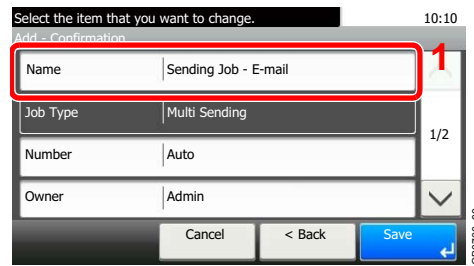 Select the item that you want to change. 10:10
Add - Confirmation
1
Name Sending Job - E-mail
Job Type Multi Sending
1/2
Number Auto
Owner Admin
Cancel < Back Save